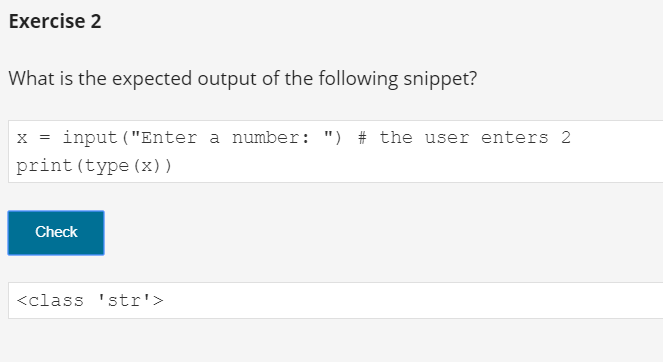 Exercise 2
What is the expected output of the following snippet?
x = input("Enter a number: ") # the user enters 2
print(type(x))
Check
<class 'str'>